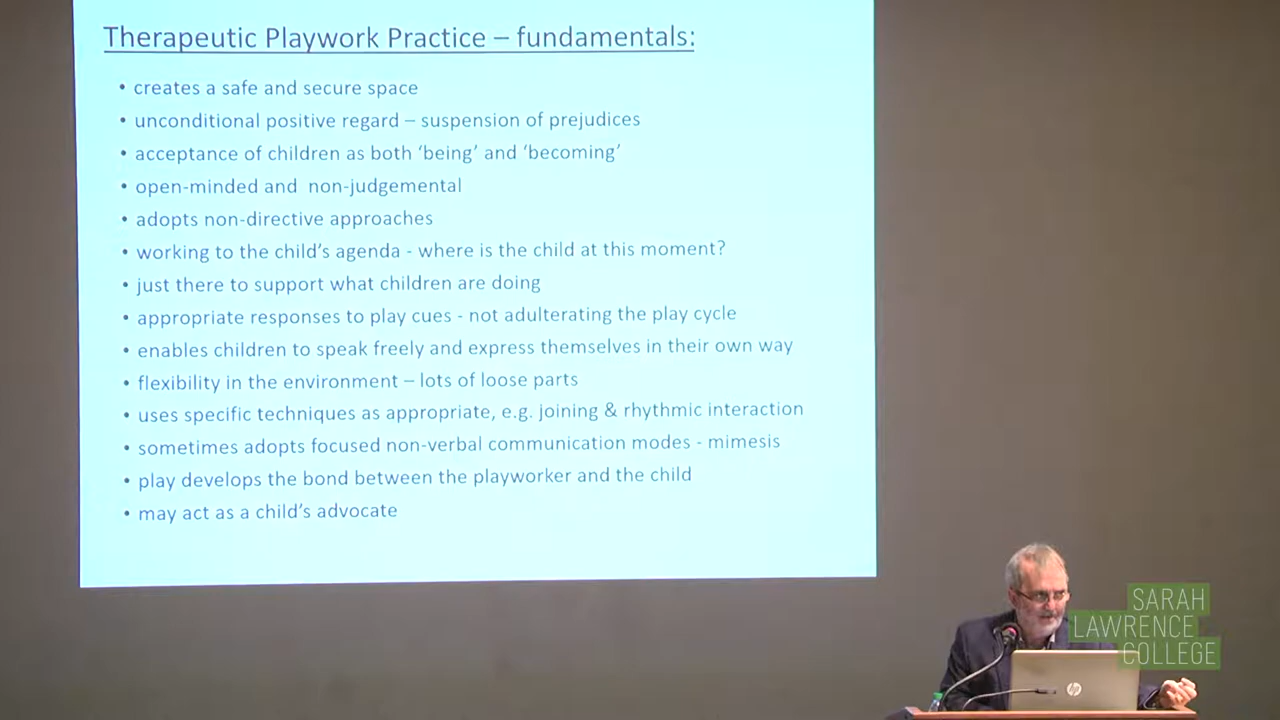 Therapeutic Playwork Practice – fundamentals:
• creates a safe and secure space
• unconditional positive regard – suspension of prejudices
• acceptance of children as both ‘being’ and ‘becoming’
• open-minded and  non-judgemental
• adopts non-directive approaches
• working to the child’s agenda - where is the child at this moment?
• just there to support what children are doing
• appropriate responses to play cues - not adulterating the play cycle
• enables children to speak freely and express themselves in their own way
• flexibility in the environment – lots of loose parts
• uses specific techniques as appropriate, e.g. joining & rhythmic interaction
• sometimes adopts focused non-verbal communication modes - mimesis
• play develops the bond between the playworker and the child
• may act as a child’s advocate
SARAH
LAWRENCE
COLLEGE
hp